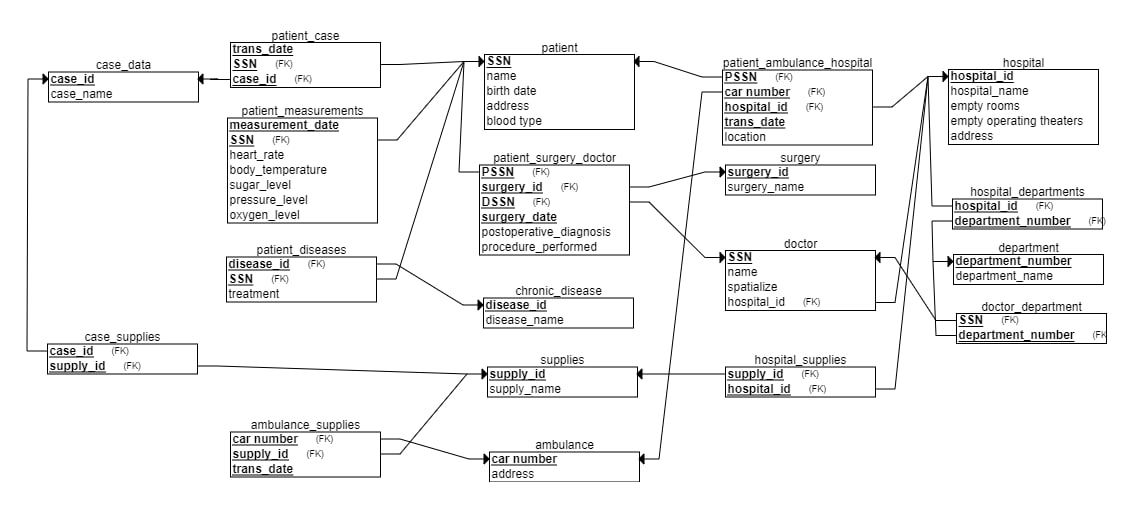 patient_case
trans_date
SSN (FK)
case_id (FK)
case_data
case_id
case_name
patient_measurements
measurement_date
SSN (FK)
heart_rate
body_temperature
sugar_level
pressure_level
oxygen_level
patient_diseases
disease_id (FK)
SSN (FK)
treatment
case_supplies
case_id (FK)
supply_id (FK)
ambulance_supplies
car number (FK)
supply_id (FK)
trans_date
patient
SSN
name
birth date
address
blood type
patient_surgery_doctor
PSSN (FK)
surgery_id (FK)
DSSN (FK)
surgery_date
postoperative_diagnosis
procedure_performed
chronic_disease
disease_id
disease_name
supplies
supply_id
supply_name
ambulance
car number
address
patient_ambulance_hospital
PSSN (FK)
car number (FK)
hospital_id (FK)
trans_date
location
surgery
surgery_id
surgery_name
doctor
SSN
name
spatialize
hospital_id (FK)
hospital_supplies
supply_id (FK)
hospital_id (FK)
hospital
hospital_id
hospital_name
empty rooms
empty operating theaters
address
hospital_departments
hospital_id (FK)
department_number (FK)
department
department_number
department_name
doctor_department
SSN (FK)
department_number (FK